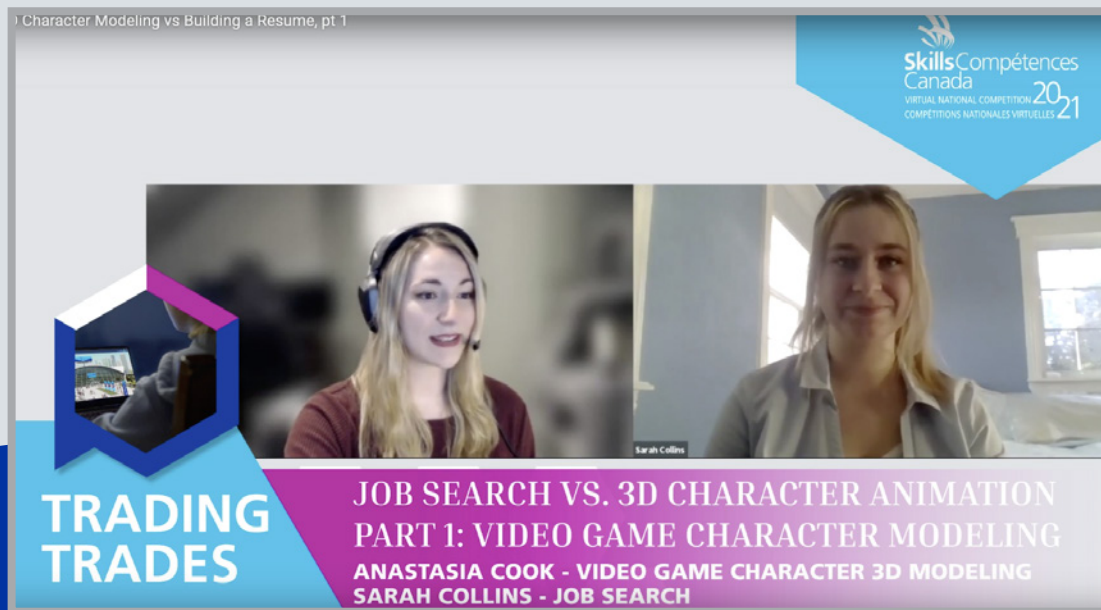 Character Modeling vs Building a Resume, pt 1
Skills Compétences
Canada
VIRTUAL NATIONAL COMPETITION 2021
COMPÉTITIONS NATIONALES VIRTUELLES
Sarah Collins
TRADING
TRADES
JOB SEARCH VS. 3D CHARACTER ANIMATION
PART 1: VIDEO GAME CHARACTER MODELING
ANASTASIA COOK - VIDEO GAME CHARACTER 3D MODELING
SARAH COLLINS - JOB SEARCH